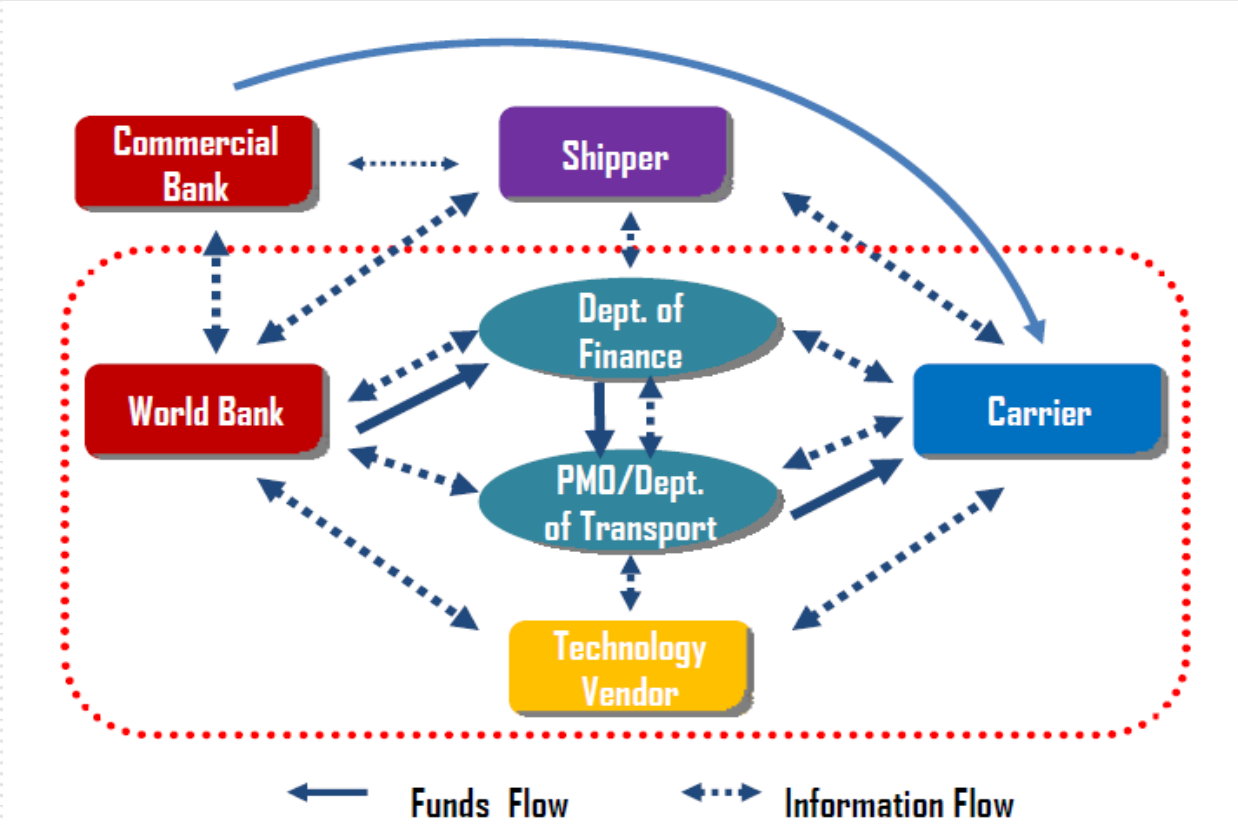 Commercial
Bank
Shipper
Dept. of
Finance
World Bank
Carrier
PMO/Dept.
of Transport
Technology
Vendor
Funds Flow
Information Flow